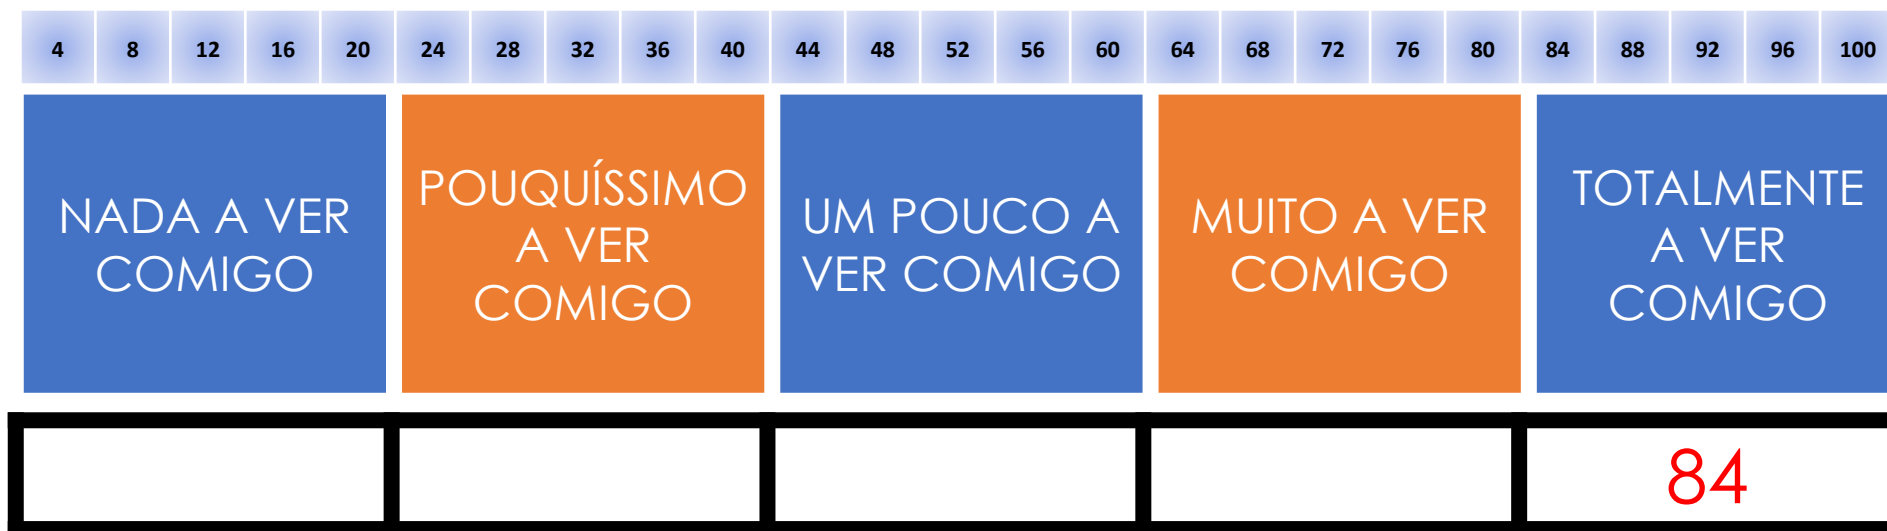 4 8 12 16 20 24 28 32 36 40 44 48 52 56 60 64 68 72 76 80 84 88 92 96 100
NADA A VER
COMIGO
POUQUÍSSIMO
A VER
COMIGO
UM POUCO A
VER COMIGO
MUITO A VER
COMIGO
TOTALMENTE
A VER
COMIGO
84